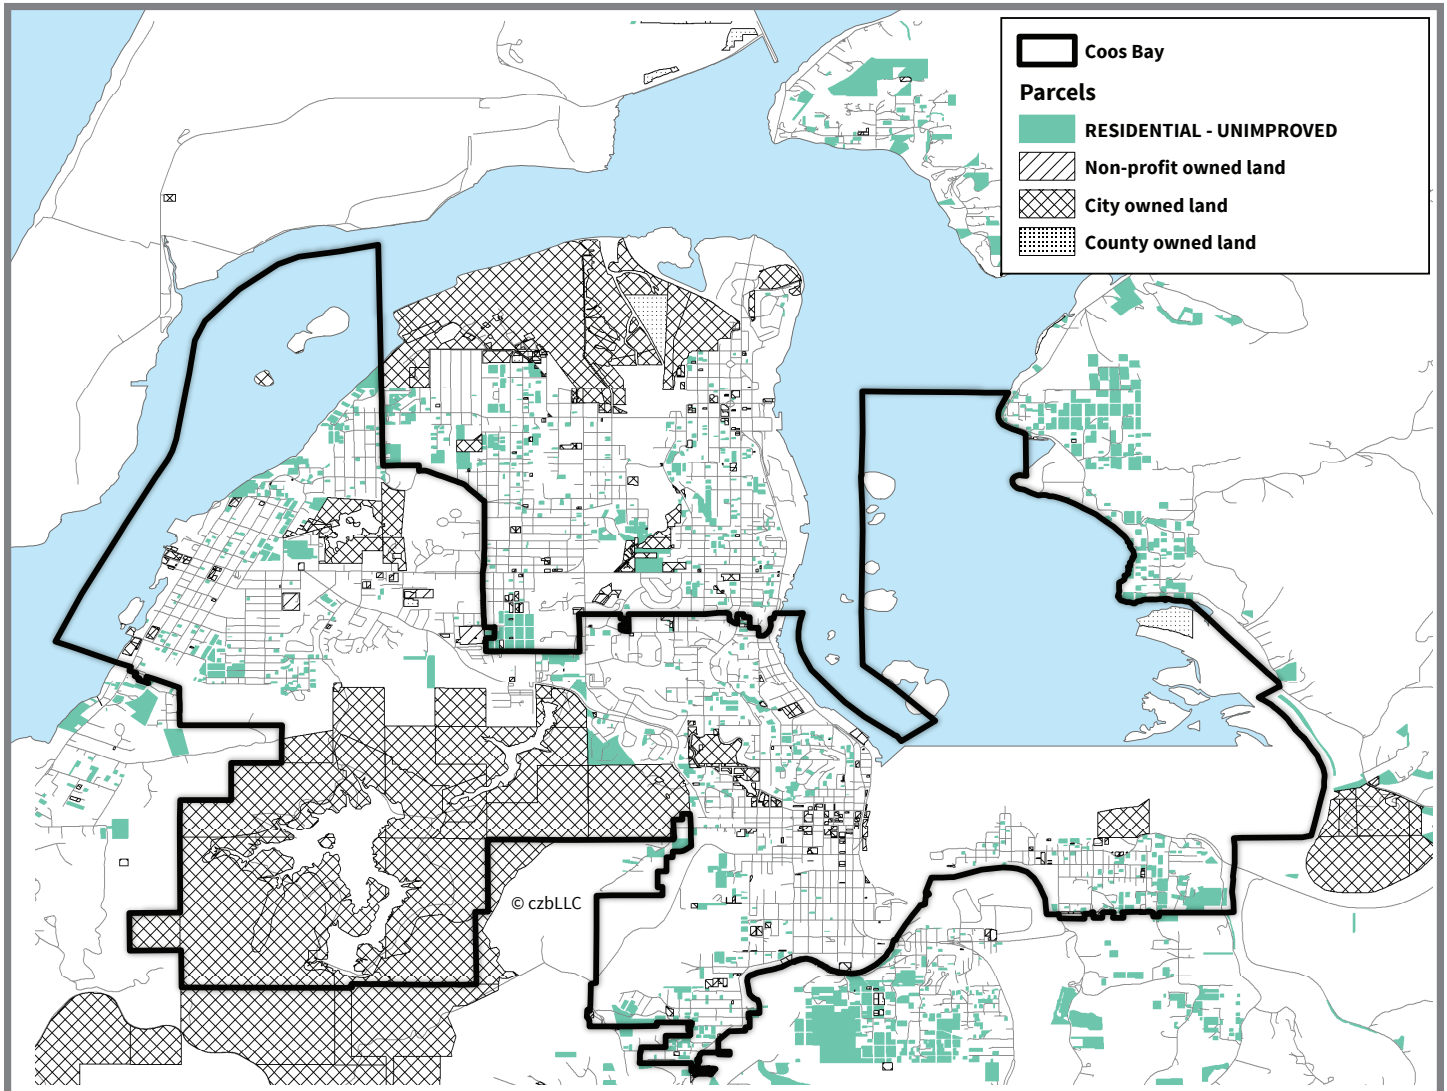 Coos Bay
Parcels
RESIDENTIAL - UNIMPROVED
Non-profit owned land
City owned land
County owned land
© czbLLC